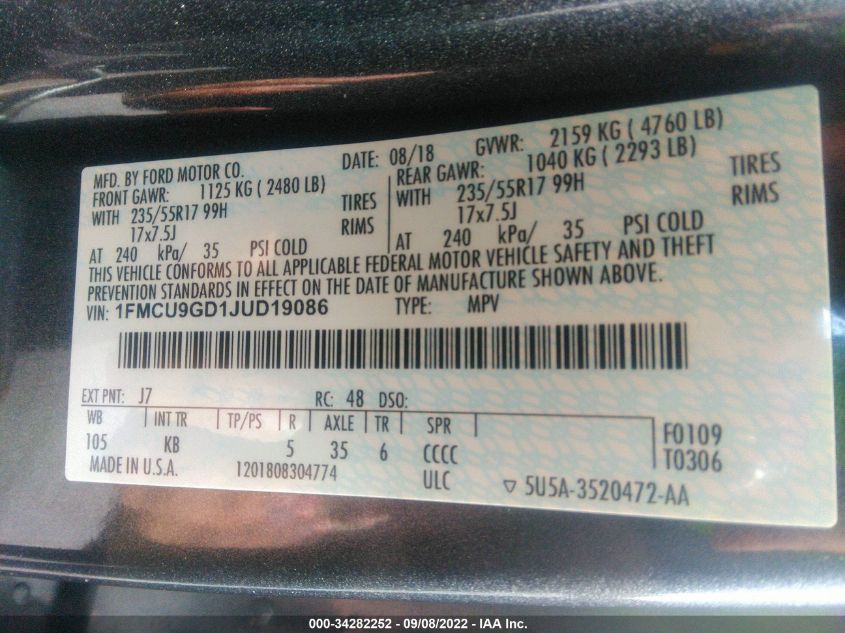 MFD. BY FORD MOTOR CO.
DATE: 08/18
GVWR: 2159 KG ( 4760 LB)
FRONT GAWR: 1125 KG ( 2480 LB)
REAR GAWR: 1040 KG ( 2293 LB)
WITH 235/55R17 99H TIRES
WITH 235/55R17 99H TIRES
17x7.5J RIMS
17x7.5J RIMS
AT 240 kPa/ 35 PSI COLD
AT 240 kPa/ 35 PSI COLD
THIS VEHICLE CONFORMS TO ALL APPLICABLE FEDERAL MOTOR VEHICLE SAFETY AND THEFT
PREVENTION STANDARDS IN EFFECT ON THE DATE OF MANUFACTURE SHOWN ABOVE.
VIN: 1FMCU9GD1JUD19086 TYPE: MPV
EXT PNT: J7 RC: 48 DSO:
WB INT TR TP/PS R AXLE TR SPR
105 KB 5 35 6 CCCC
F0109
T0306
MADE IN U.S.A. 1201808304774 ULC ▽ 5U5A-3520472-AA
000-34282252 - 09/08/2022 - IAA Inc.